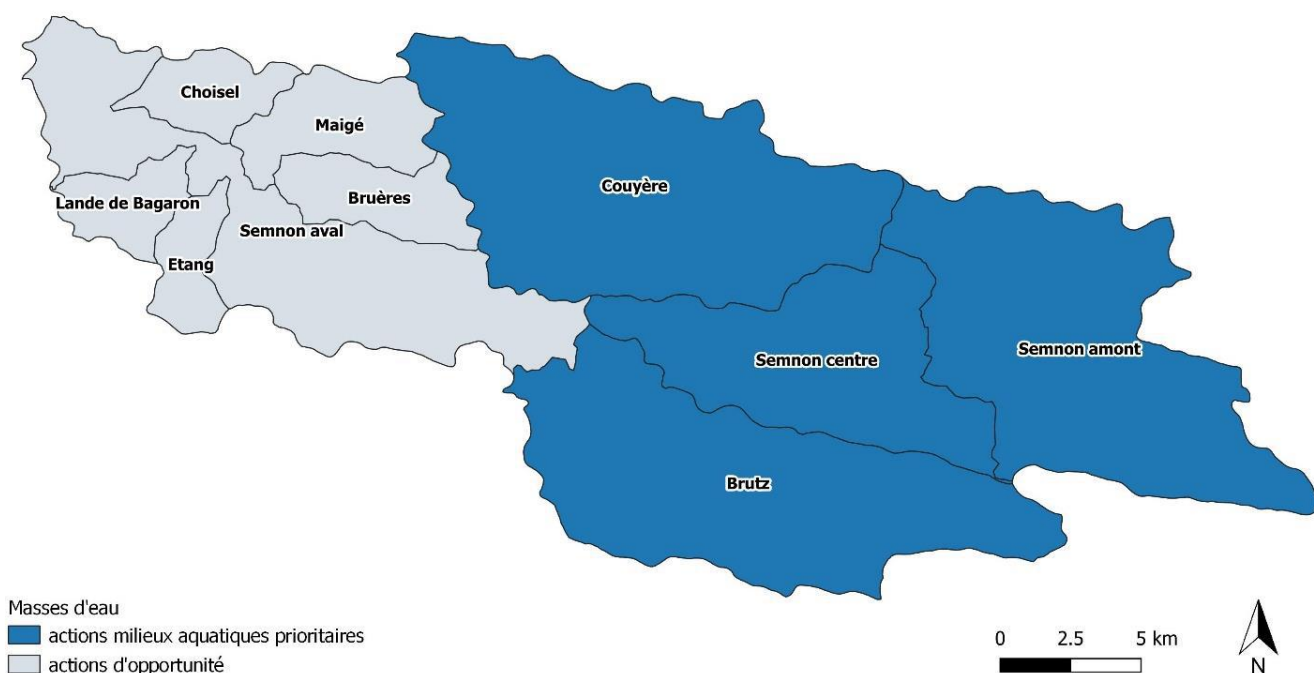 Choisel
Maigé
Couyère
Bruères
Lande de Bagaron
Semnon aval
Etang
Semnon centre
Semnon amont
Brutz
Masses d'eau
actions milieux aquatiques prioritaires
actions d'opportunité
0 2.5 5 km
N